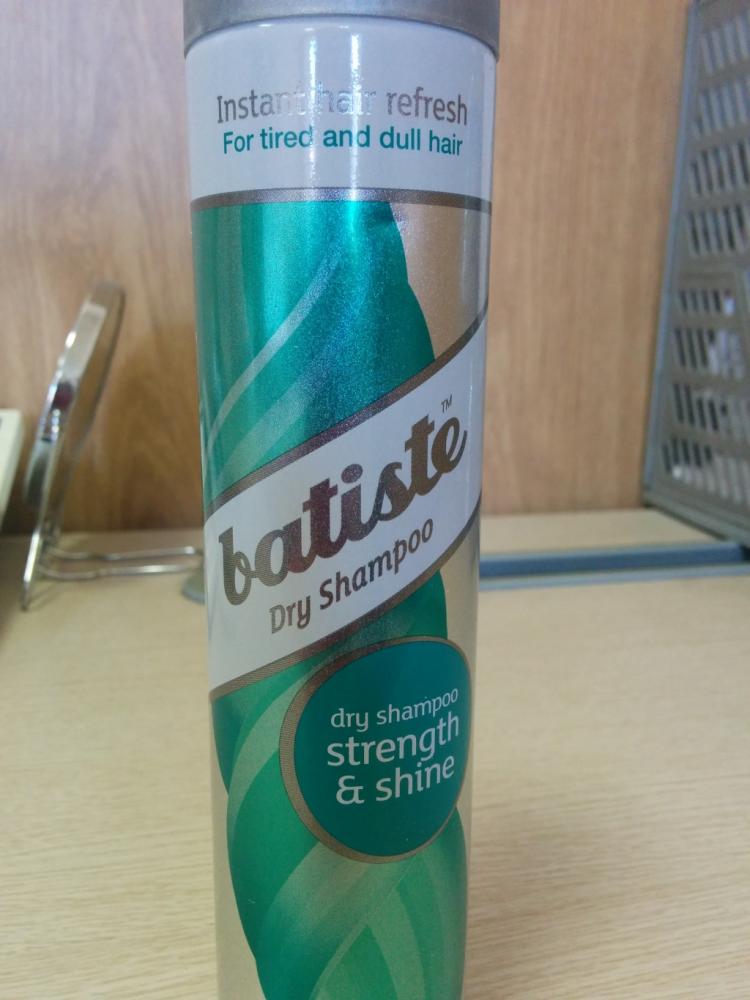 Instant hair refresh
For tired and dull hair
batiste™
Dry Shampoo
dry shampoo
strength
& shine